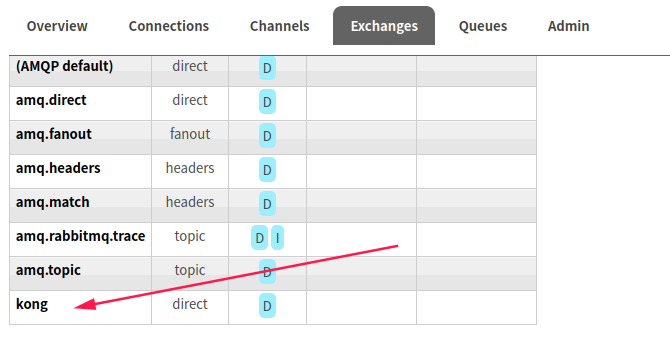 Overview Connections Channels Exchanges Queues Admin
(AMQP default) direct D
amq.direct direct D
amq.fanout fanout D
amq.headers headers D
amq.match headers D
amq.rabbitmq.trace topic D I
amq.topic topic D
kong direct D